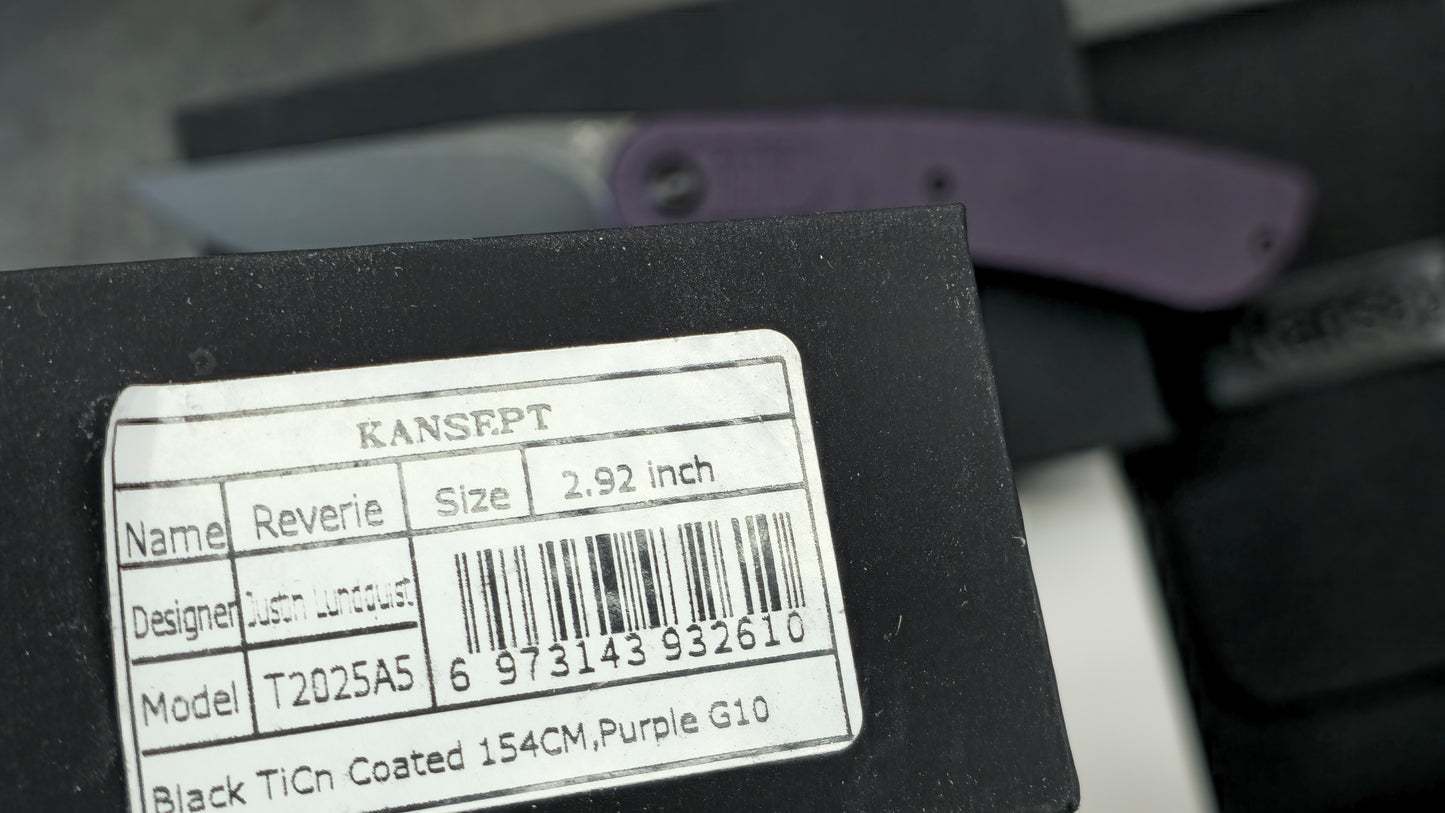 KANSEPT
Name Reverie Size 2.92 inch
Designer Justin Lundquist
Model T2025A5
6 973143 932610
Black TiCn Coated 154CM,Purple G10
Kansept